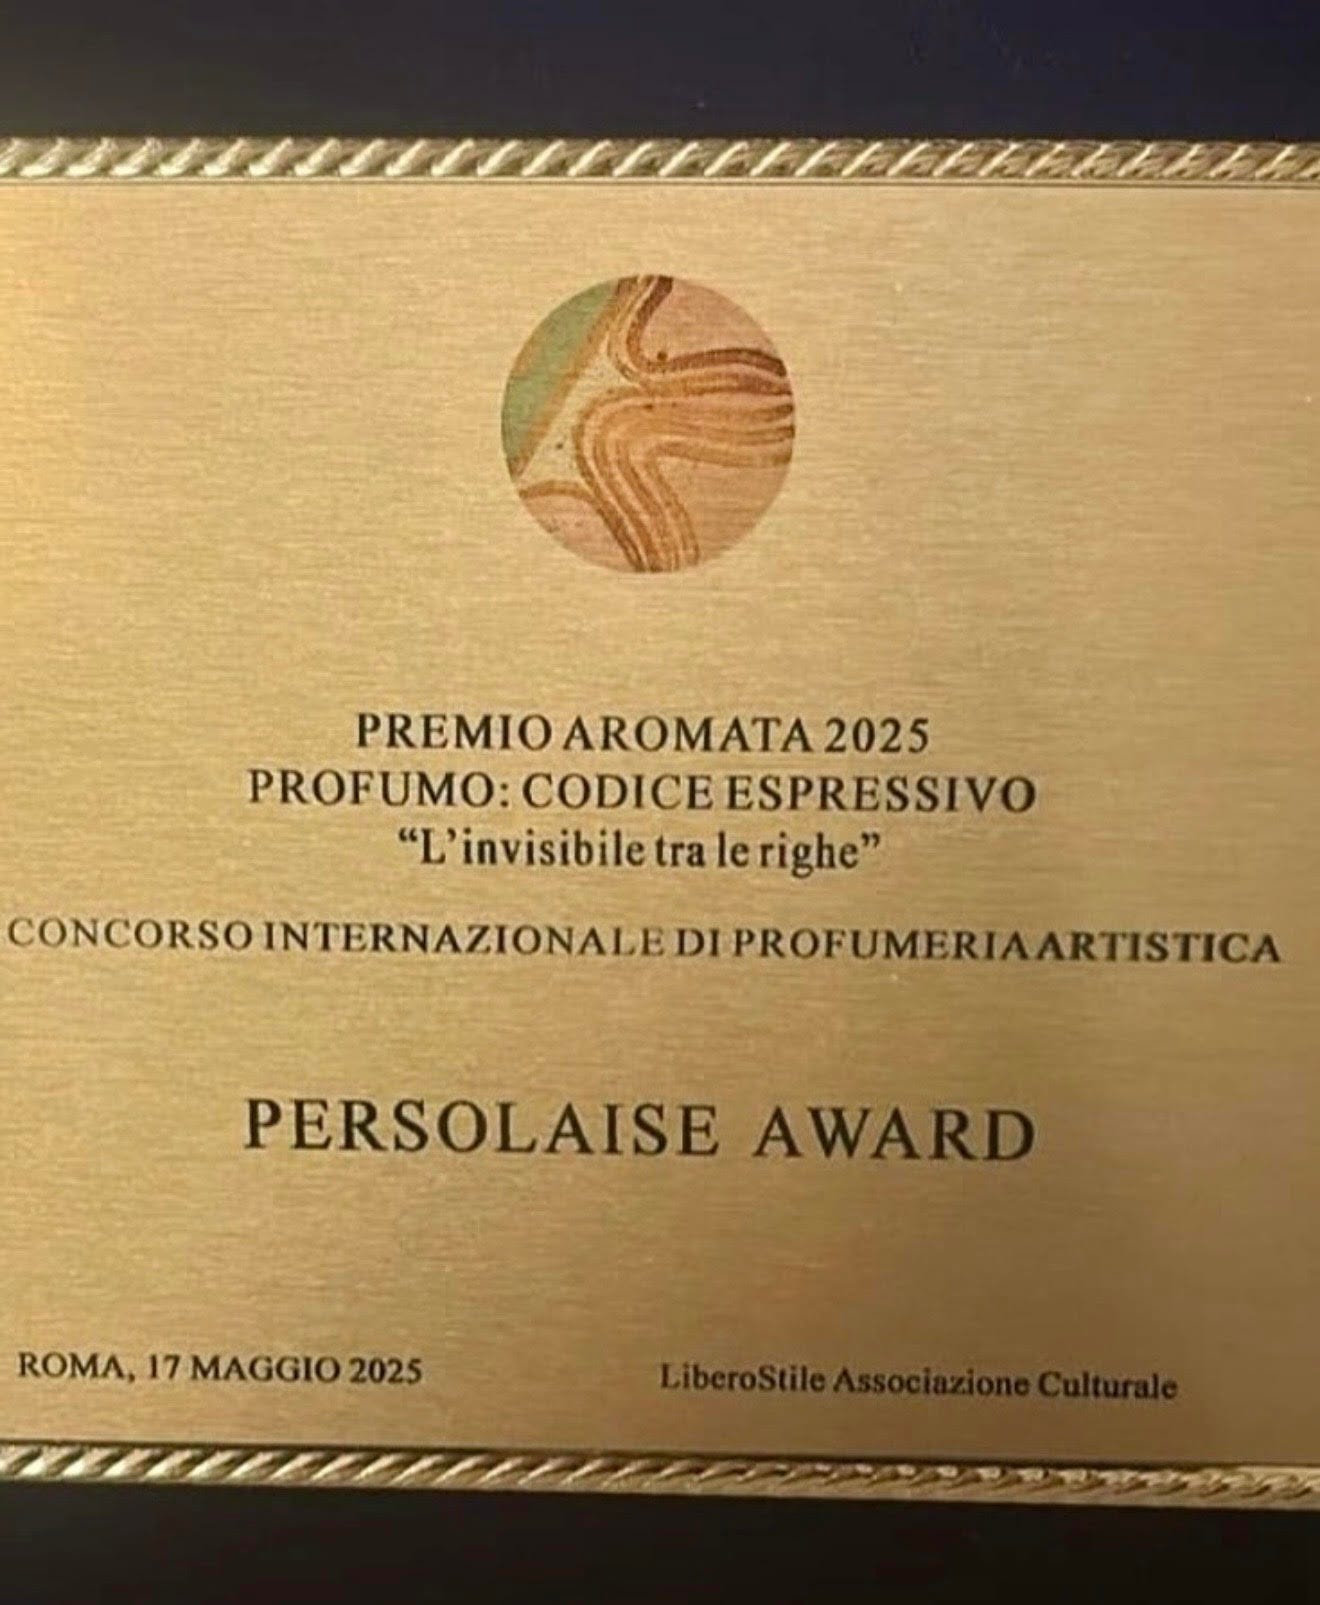 PREMIO AROMATA 2025
PROFUMO: CODICE ESPRESSIVO
“L’invisibile tra le righe”
CONCORSO INTERNAZIONALE DI PROFUMERIA ARTISTICA
PERSOLAISE AWARD
ROMA, 17 MAGGIO 2025
LiberoStile Associazione Culturale